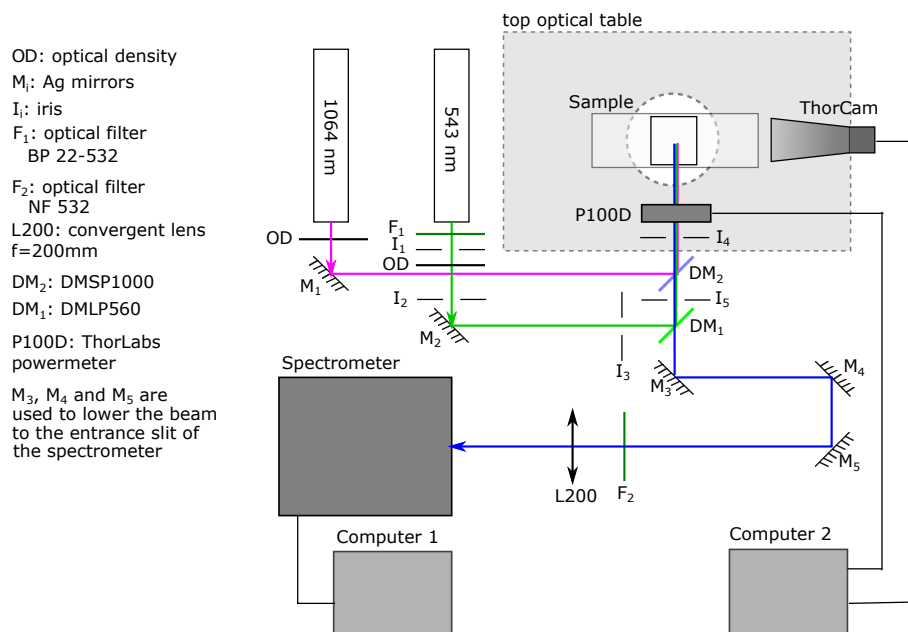 OD: optical density
Mi: Ag mirrors
Ii: iris
F1: optical filter
BP 22-532
F2: optical filter
NF 532
L200: convergent lens
f=200mm
DM2: DMSP1000
DM1: DMLP560
P100D: ThorLabs
powermeter
M3, M4 and M5 are
used to lower the beam
to the entrance slit of
the spectrometer
1064 nm
543 nm
top optical table
Sample
ThorCam
P100D
OD
F1
I1
OD
I4
M1
DM2
I2
I5
M2
DM1
I3
M3
M4
M5
Spectrometer
L200
F2
Computer 1
Computer 2